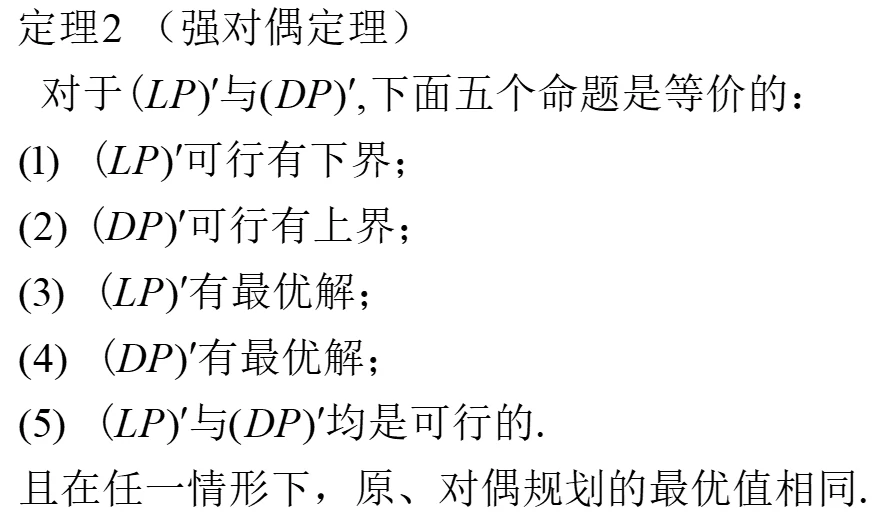 定理2 （强对偶定理）
对于(LP)′与(DP)′,下面五个命题是等价的：
(1) (LP)′可行有下界；
(2) (DP)′可行有上界；
(3) (LP)′有最优解；
(4) (DP)′有最优解；
(5) (LP)′与(DP)′均是可行的.
且在任一情形下，原、对偶规划的最优值相同.